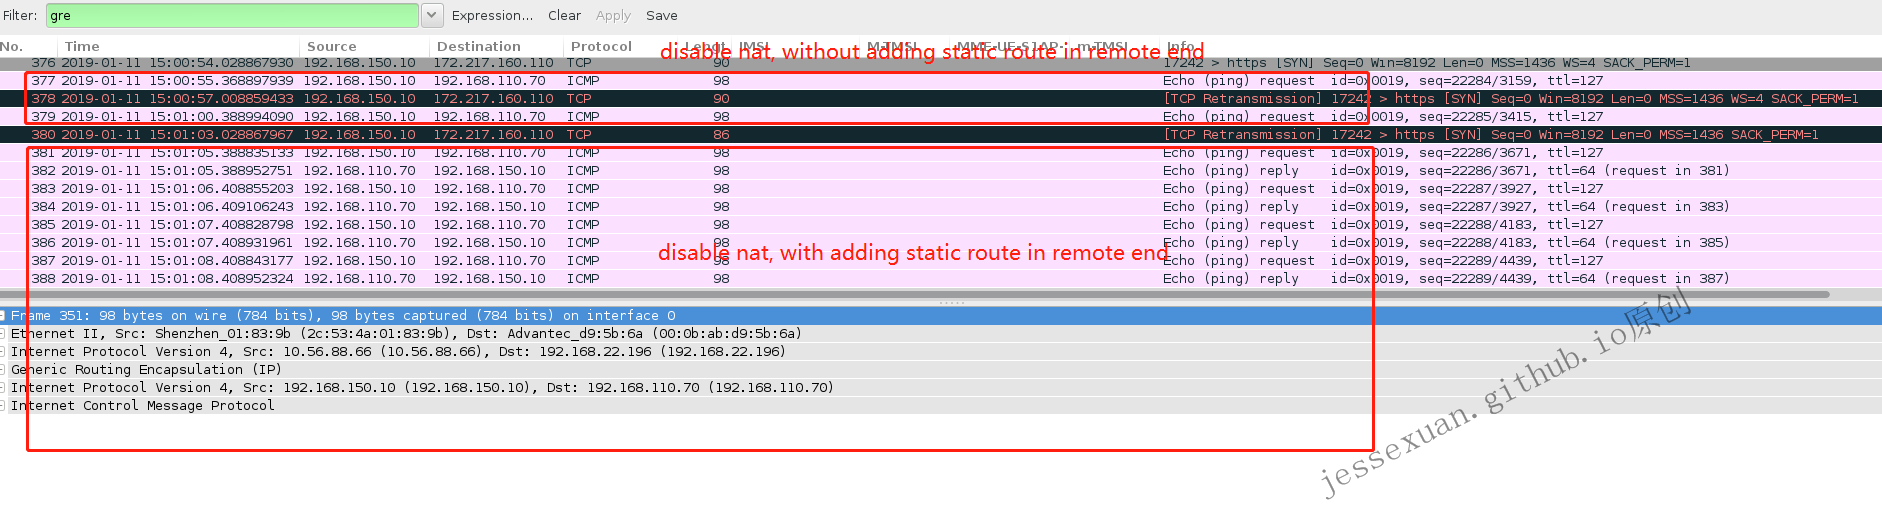 Filter: gre Expression... Clear Apply Save
No. Time Source Destination Protocol Lengt IMSI M-TMSI MME-UE-S1AP- m-TMSI Info
disable nat, without adding static route in remote end
376 2019-01-11 15:00:54.028867930 192.168.150.10 172.217.160.110 TCP 90 17242 > https [SYN] Seq=0 Win=8192 Len=0 MSS=1436 WS=4 SACK_PERM=1
377 2019-01-11 15:00:55.368897939 192.168.150.10 192.168.110.70 ICMP 98 Echo (ping) request id=0x0019, seq=22284/3159, ttl=127
378 2019-01-11 15:00:57.008859433 192.168.150.10 172.217.160.110 TCP 90 [TCP Retransmission] 17242 > https [SYN] Seq=0 Win=8192 Len=0 MSS=1436 WS=4 SACK_PERM=1
379 2019-01-11 15:01:00.388994090 192.168.150.10 192.168.110.70 ICMP 98 Echo (ping) request id=0x0019, seq=22285/3415, ttl=127
380 2019-01-11 15:01:03.028867967 192.168.150.10 172.217.160.110 TCP 86 [TCP Retransmission] 17242 > https [SYN] Seq=0 Win=8192 Len=0 MSS=1436 SACK_PERM=1
381 2019-01-11 15:01:05.388835133 192.168.150.10 192.168.110.70 ICMP 98 Echo (ping) request id=0x0019, seq=22286/3671, ttl=127
382 2019-01-11 15:01:05.388952751 192.168.110.70 192.168.150.10 ICMP 98 Echo (ping) reply id=0x0019, seq=22286/3671, ttl=64 (request in 381)
383 2019-01-11 15:01:06.408855203 192.168.150.10 192.168.110.70 ICMP 98 Echo (ping) request id=0x0019, seq=22287/3927, ttl=127
384 2019-01-11 15:01:06.409106243 192.168.110.70 192.168.150.10 ICMP 98 Echo (ping) reply id=0x0019, seq=22287/3927, ttl=64 (request in 383)
385 2019-01-11 15:01:07.408828798 192.168.150.10 192.168.110.70 ICMP 98 Echo (ping) request id=0x0019, seq=22288/4183, ttl=127
386 2019-01-11 15:01:07.408931961 192.168.110.70 192.168.150.10 ICMP 98 Echo (ping) reply id=0x0019, seq=22288/4183, ttl=64 (request in 385)
disable nat, with adding static route in remote end
387 2019-01-11 15:01:08.408843177 192.168.150.10 192.168.110.70 ICMP 98 Echo (ping) request id=0x0019, seq=22289/4439, ttl=127
388 2019-01-11 15:01:08.408952324 192.168.110.70 192.168.150.10 ICMP 98 Echo (ping) reply id=0x0019, seq=22289/4439, ttl=64 (request in 387)
Frame 351: 98 bytes on wire (784 bits), 98 bytes captured (784 bits) on interface 0
Ethernet II, Src: Shenzhen_01:83:9b (2c:53:4a:01:83:9b), Dst: Advantec_d9:5b:6a (00:0b:ab:d9:5b:6a)
Internet Protocol Version 4, Src: 10.56.88.66 (10.56.88.66), Dst: 192.168.22.196 (192.168.22.196)
Generic Routing Encapsulation (IP)
Internet Protocol Version 4, Src: 192.168.150.10 (192.168.150.10), Dst: 192.168.110.70 (192.168.110.70)
Internet Control Message Protocol
jessexuan.github.io原创